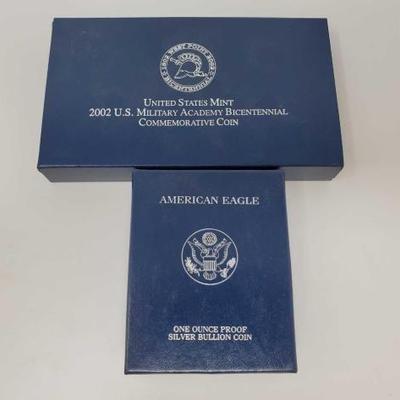 1802 WEST POINT 2002
BICENTENNIAL
UNITED STATES MINT
2002 U.S. MILITARY ACADEMY BICENTENNIAL
COMMEMORATIVE COIN
AMERICAN EAGLE
ONE OUNCE PROOF
SILVER BULLION COIN